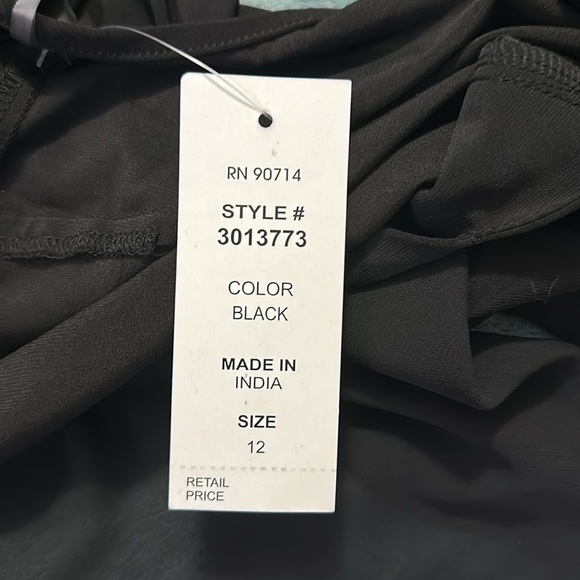 RN 90714
STYLE #
3013773
COLOR
BLACK
MADE IN
INDIA
SIZE
12
RETAIL
PRICE